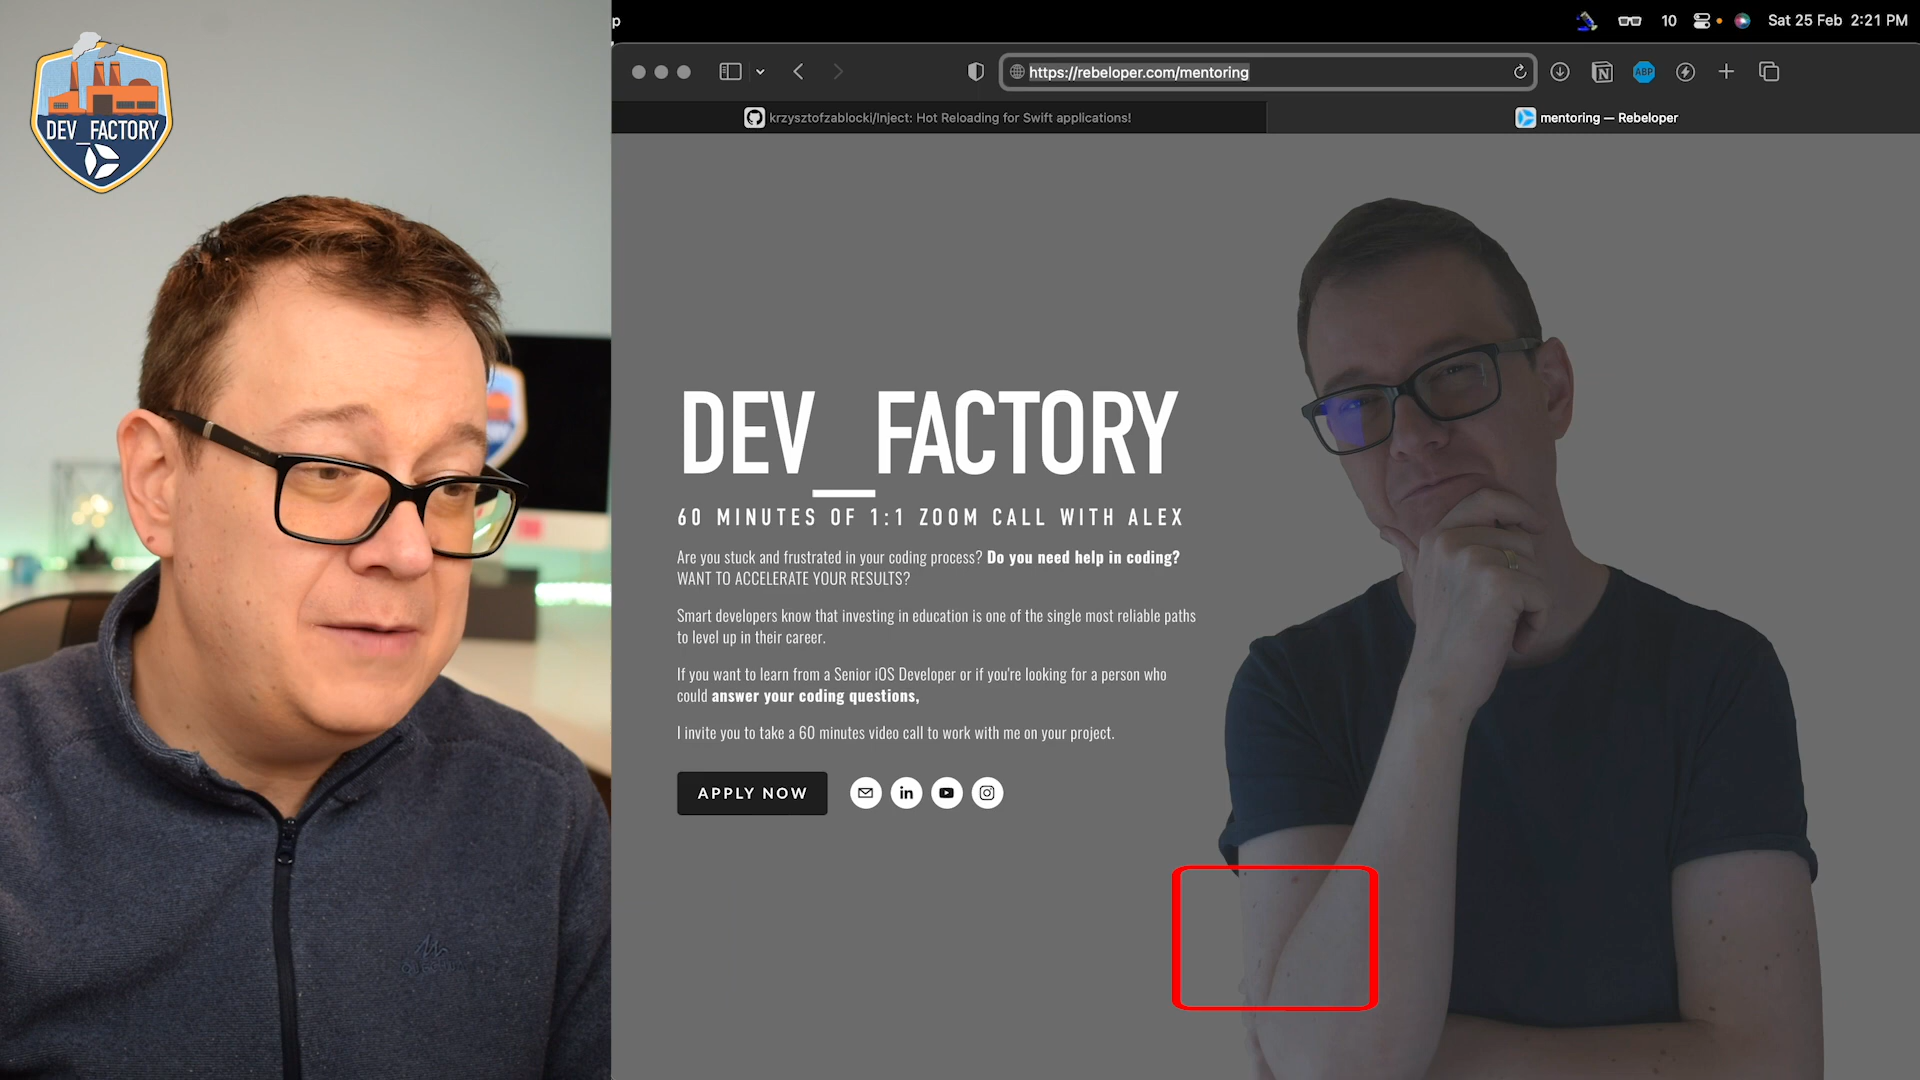 DEV_FACTORY
p
10
Sat 25 Feb 2:21 PM
https://rebeloper.com/mentoring
ABP
krzysztofzablocki/Inject: Hot Reloading for Swift applications!
mentoring — Rebeloper
DEV_FACTORY
60 MINUTES OF 1:1 ZOOM CALL WITH ALEX
Are you stuck and frustrated in your coding process? Do you need help in coding?
WANT TO ACCELERATE YOUR RESULTS?
Smart developers know that investing in education is one of the single most reliable paths
to level up in their career.
If you want to learn from a Senior iOS Developer or if you're looking for a person who
could answer your coding questions,
I invite you to take a 60 minutes video call to work with me on your project.
APPLY NOW
in